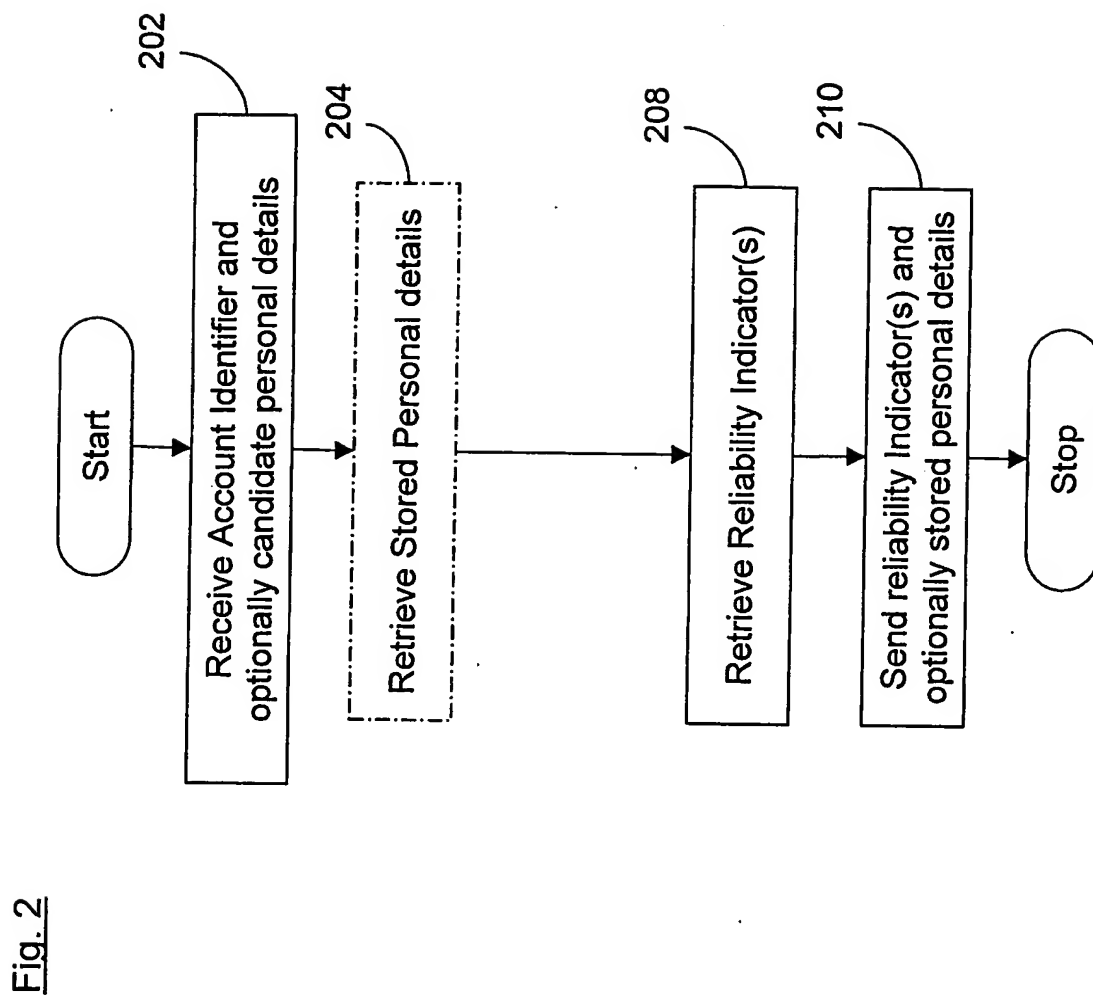 Fig. 2
Start
Receive Account Identifier and
optionally candidate personal details
202
Retrieve Stored Personal details
204
Retrieve Reliability Indicator(s)
208
Send reliability Indicator(s) and
optionally stored personal details
210
Stop